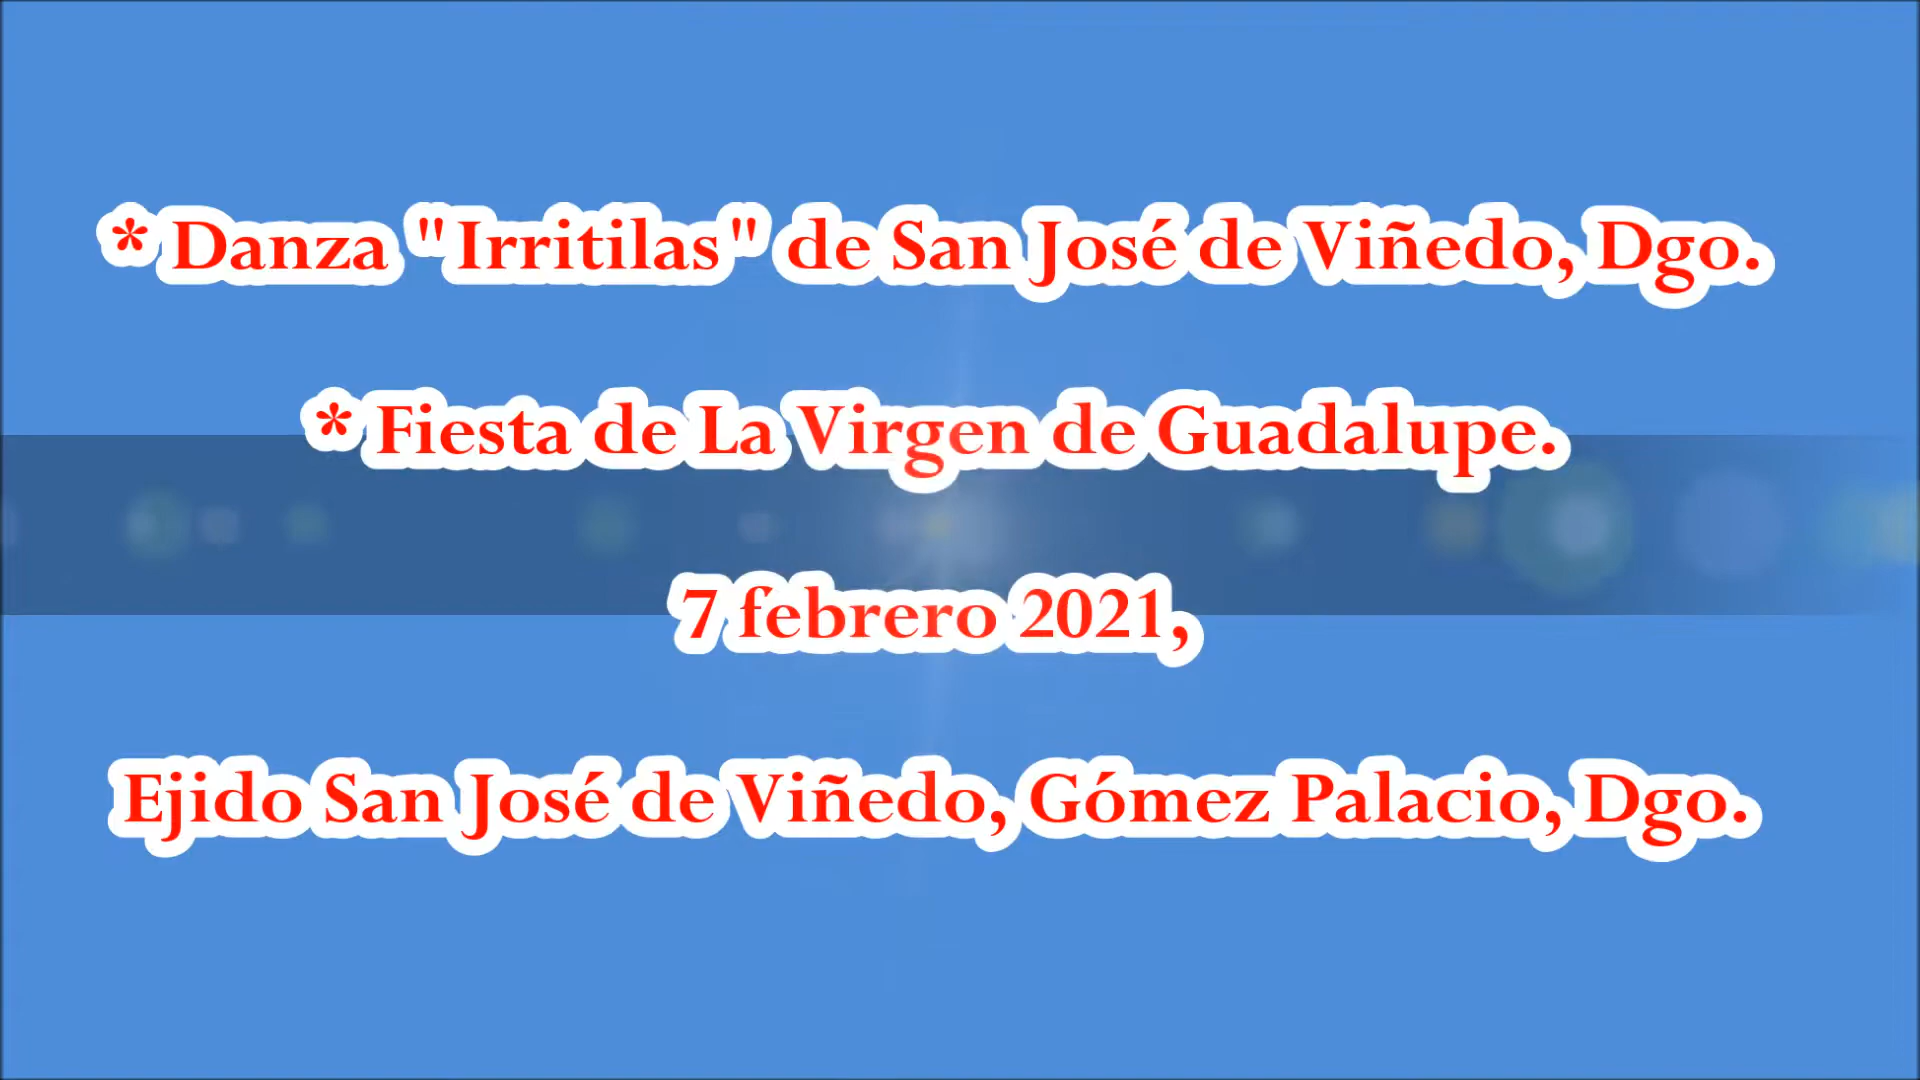 * Danza "Irritilas" de San José de Viñedo, Dgo.
* Fiesta de La Virgen de Guadalupe.
7 febrero 2021,
Ejido San José de Viñedo, Gómez Palacio, Dgo.